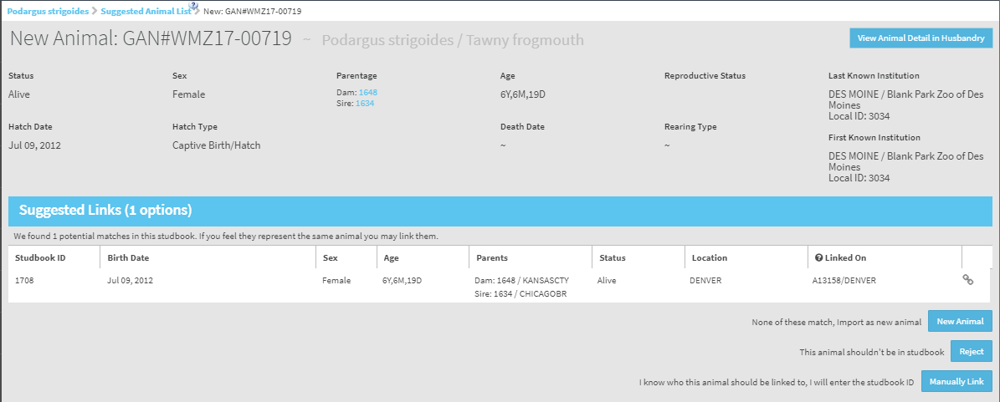 Podargus strigoides > Suggested Animal List > New: GAN#WMZ17-00719
New Animal: GAN#WMZ17-00719 ~ Podargus strigoides / Tawny frogmouth
View Animal Detail in Husbandry
Status Sex Parentage Age Reproductive Status Last Known Institution
Alive Female Dam: 1648 6Y,6M,19D DES MOINE / Blank Park Zoo of Des
Sire: 1634 Moines
Local ID: 3034
Hatch Date Hatch Type Death Date Rearing Type First Known Institution
Jul 09, 2012 Captive Birth/Hatch ~ ~ DES MOINE / Blank Park Zoo of Des
Moines
Local ID: 3034
Suggested Links (1 options)
We found 1 potential matches in this studbook. If you feel they represent the same animal you may link them.
Studbook ID Birth Date Sex Age Parents Status Location ? Linked On
1708 Jul 09, 2012 Female 6Y,6M,19D Dam: 1648 / KANSASCTY Alive DENVER A13158/DENVER
Sire: 1634 / CHICAGOBR
None of these match, Import as new animal New Animal
This animal shouldn't be in studbook Reject
I know who this animal should be linked to, I will enter the studbook ID Manually Link